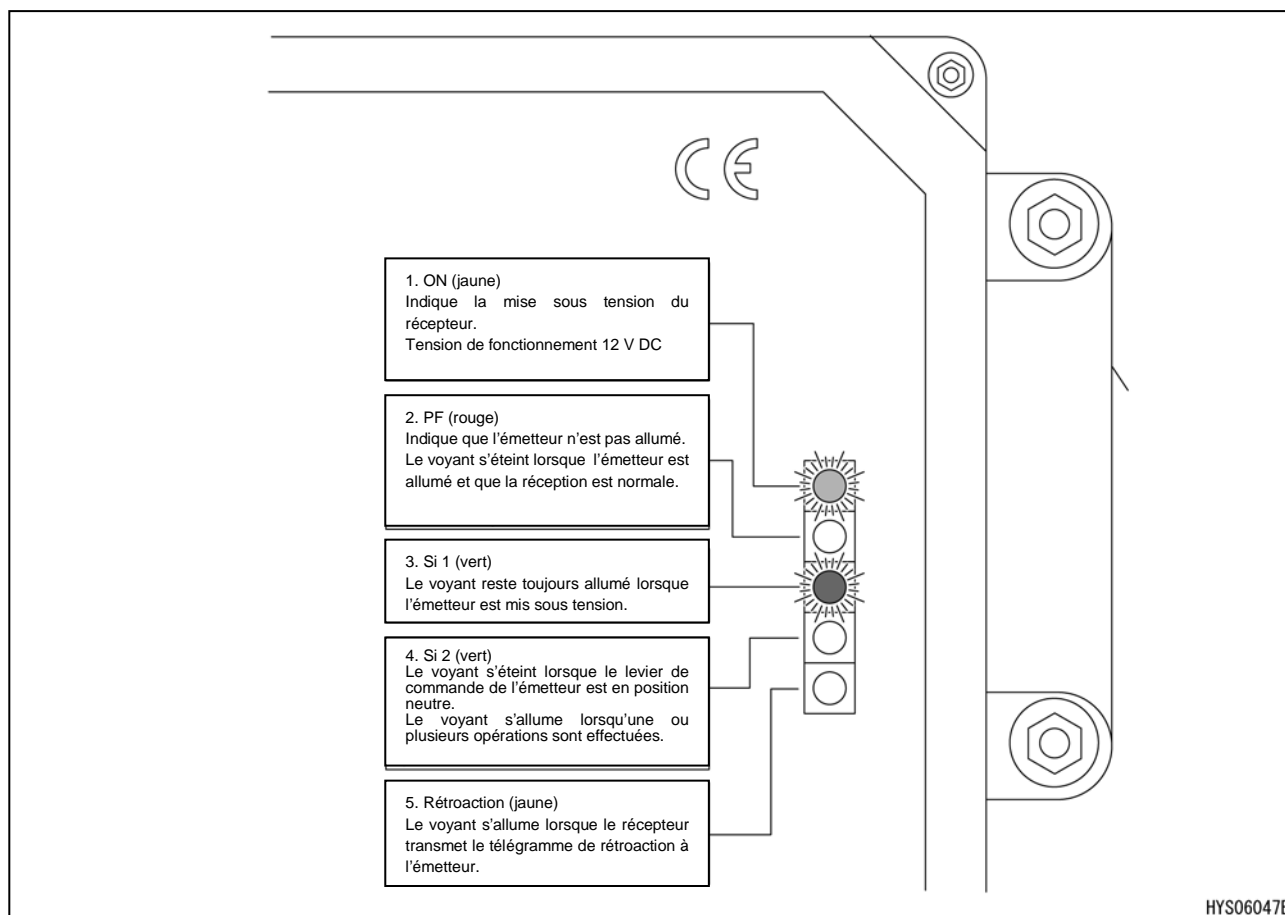 CE
1. ON (jaune)
Indique la mise sous tension du
récepteur.
Tension de fonctionnement 12 V DC
2. PF (rouge)
Indique que l’émetteur n’est pas allumé.
Le voyant s’éteint lorsque l’émetteur est
allumé et que la réception est normale.
3. Si 1 (vert)
Le voyant reste toujours allumé lorsque
l’émetteur est mis sous tension.
4. Si 2 (vert)
Le voyant s’éteint lorsque le levier de
commande de l’émetteur est en position
neutre.
Le voyant s’allume lorsqu’une ou
plusieurs opérations sont effectuées.
5. Rétroaction (jaune)
Le voyant s’allume lorsque le récepteur
transmet le télégramme de rétroaction à
l’émetteur.
HYS06047E